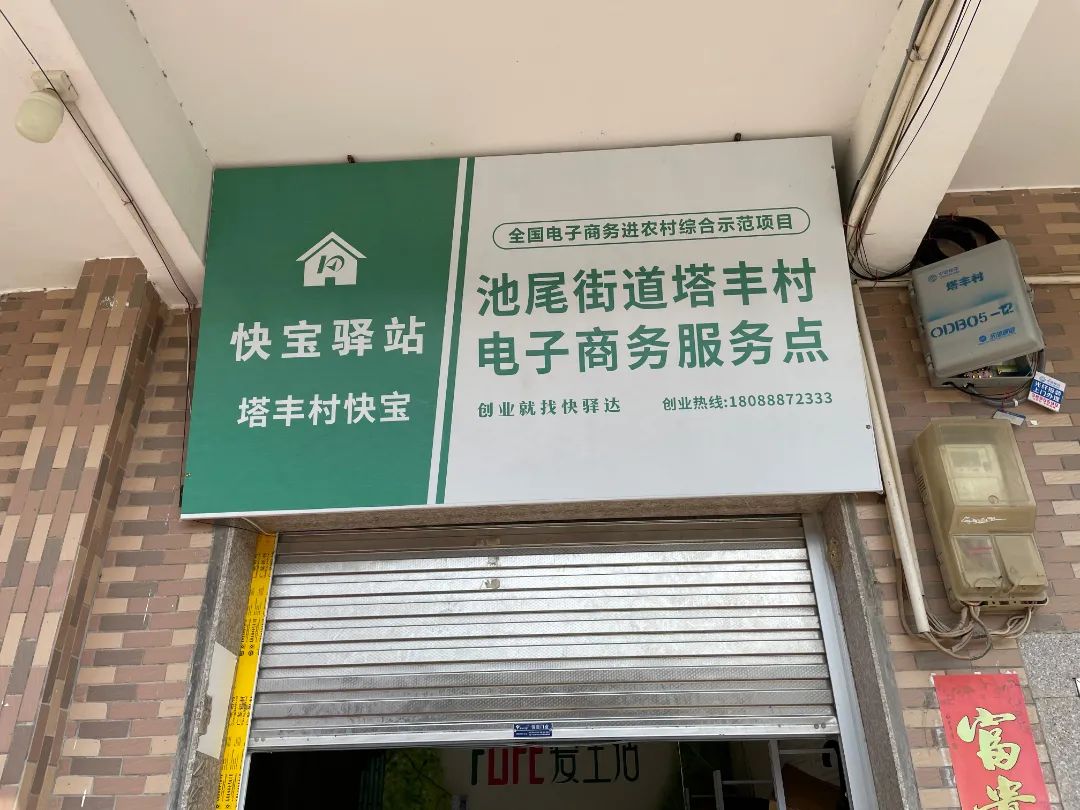 全国电子商务进农村综合示范项目
快宝驿站
塔丰村快宝
池尾街道塔丰村
电子商务服务点
创业就找快驿达
创业热线:18088872333
塔丰村
ODB05-12
富贵